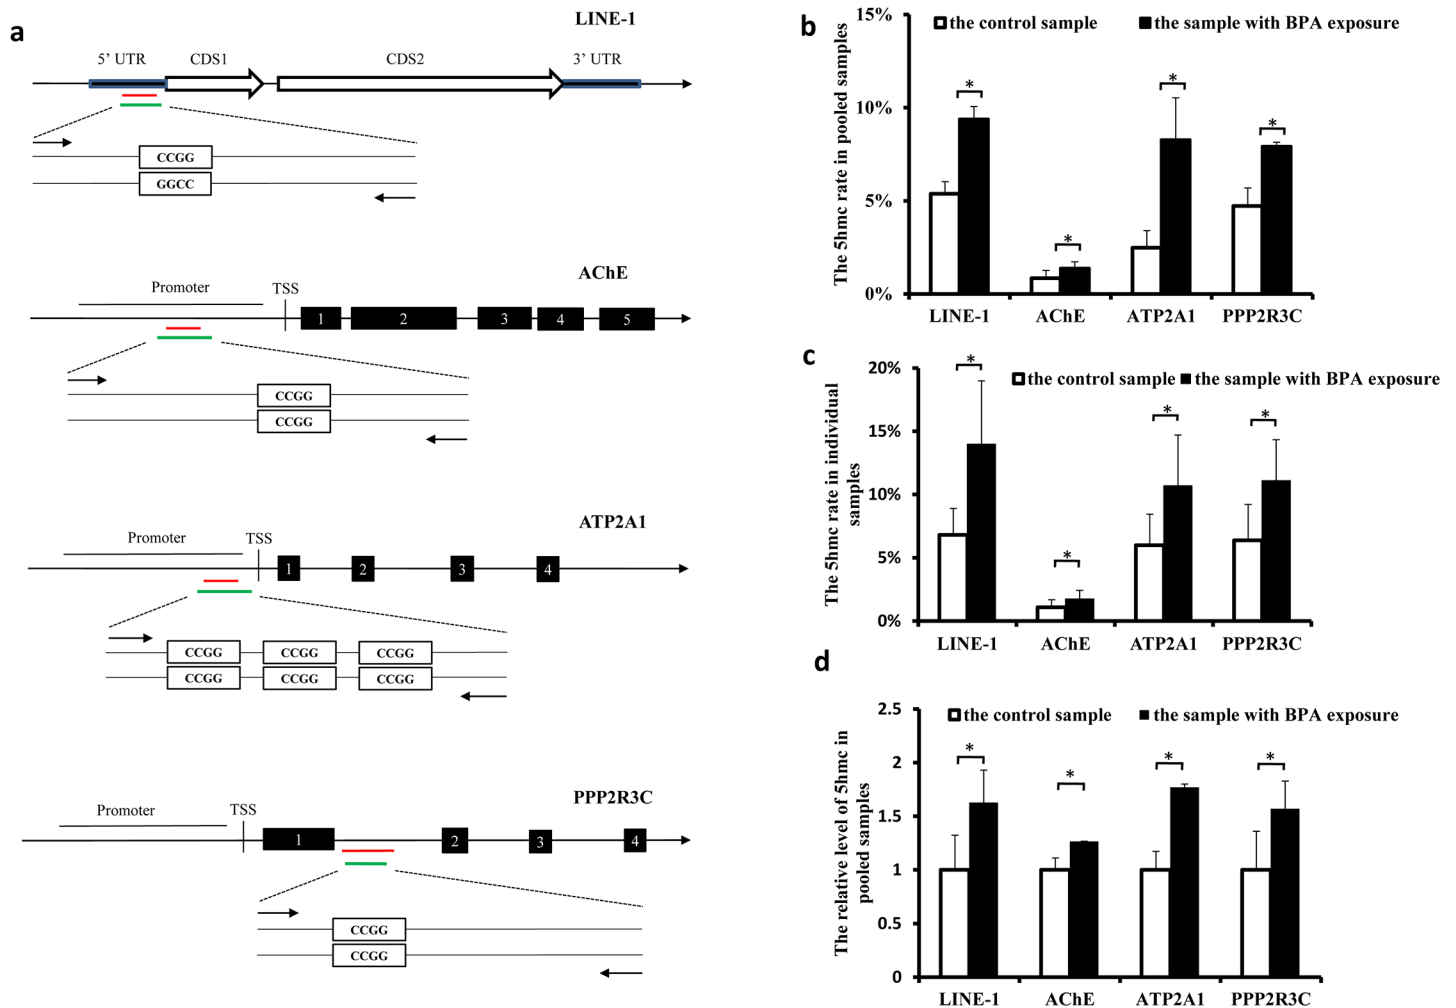 a
LINE-1
5' UTR
CDS1
CDS2
3' UTR
CCGG
GGCC
AChE
Promoter
TSS
1
2
3
4
5
CCGG
CCGG
ATP2A1
Promoter
TSS
1
2
3
4
CCGG
CCGG
CCGG
CCGG
CCGG
CCGG
PPP2R3C
Promoter
TSS
1
2
3
4
CCGG
CCGG
b
the control sample
the sample with BPA exposure
The 5hmc rate in pooled samples
15%
10%
5%
0%
*
*
*
*
LINE-1
AChE
ATP2A1
PPP2R3C
c
the control sample
the sample with BPA exposure
The 5hmc rate in individual
samples
20%
15%
10%
5%
0%
*
*
*
*
LINE-1
AChE
ATP2A1
PPP2R3C
d
the control sample
the sample with BPA exposure
The relative level of 5hmc in
pooled samples
2.5
2
1.5
1
0.5
0
*
*
*
*
LINE-1
AChE
ATP2A1
PPP2R3C